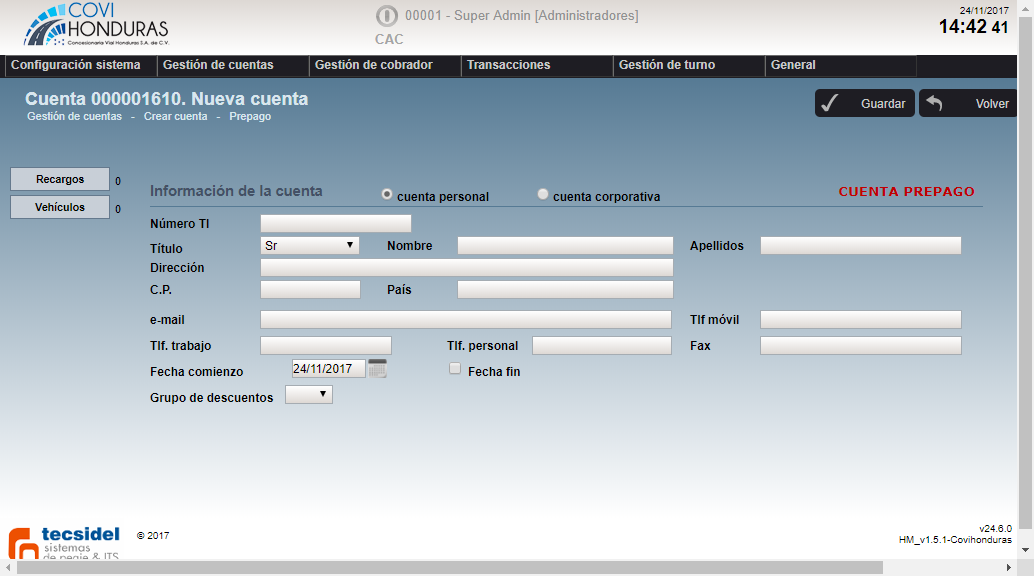 COVI
HONDURAS
Concesionaria Vial Honduras S.A. de C.V.
00001 - Super Admin [Administradores]
CAC
24/11/2017
14:42 41
Configuración sistema
Gestión de cuentas
Gestión de cobrador
Transacciones
Gestión de turno
General
Cuenta 000001610. Nueva cuenta
Gestión de cuentas - Crear cuenta - Prepago
Guardar
Volver
Recargos 0
Vehículos 0
Información de la cuenta
cuenta personal
cuenta corporativa
CUENTA PREPAGO
Número TI
Título Sr Nombre Apellidos
Dirección
C.P. País
e-mail Tlf móvil
Tlf. trabajo Tlf. personal Fax
Fecha comienzo 24/11/2017 Fecha fin
Grupo de descuentos
tecsidel
sistemas
de peaje & ITS
© 2017
v24.6.0
HM_v1.5.1-Covihonduras